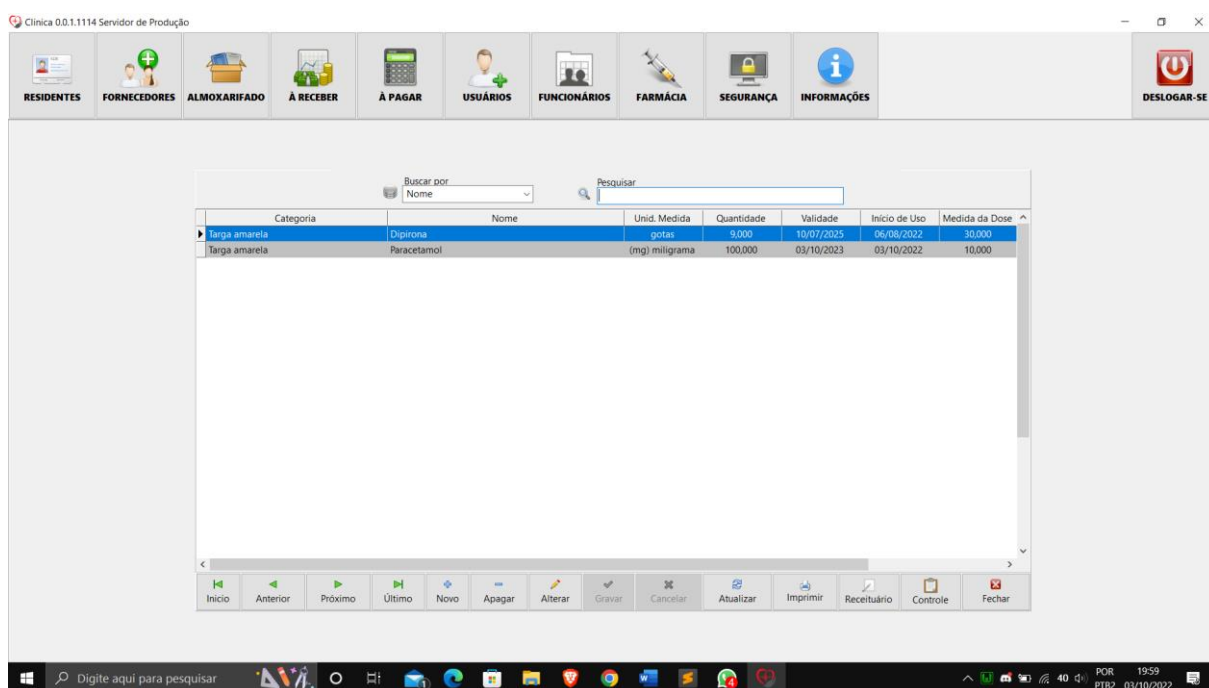 Clinica 0.0.1.1114 Servidor de Produção
RESIDENTES FORNECEDORES ALMOXARIFADO À RECEBER À PAGAR USUÁRIOS FUNCIONÁRIOS FARMÁCIA SEGURANÇA INFORMAÇÕES DESLOGAR-SE
Buscar por Pesquisar
Nome
Categoria Nome Unid. Medida Quantidade Validade Início de Uso Medida da Dose
Targa amarela Dipirona gotas 9,000 10/07/2025 06/08/2022 30,000
Targa amarela Paracetamol (mg) miligrama 100,000 03/10/2023 03/10/2022 10,000
Inicio Anterior Próximo Último Novo Apagar Alterar Gravar Cancelar Atualizar Imprimir Receituário Controle Fechar
Digite aqui para pesquisar 1 4 40 POR 19:59
PTB2 03/10/2022